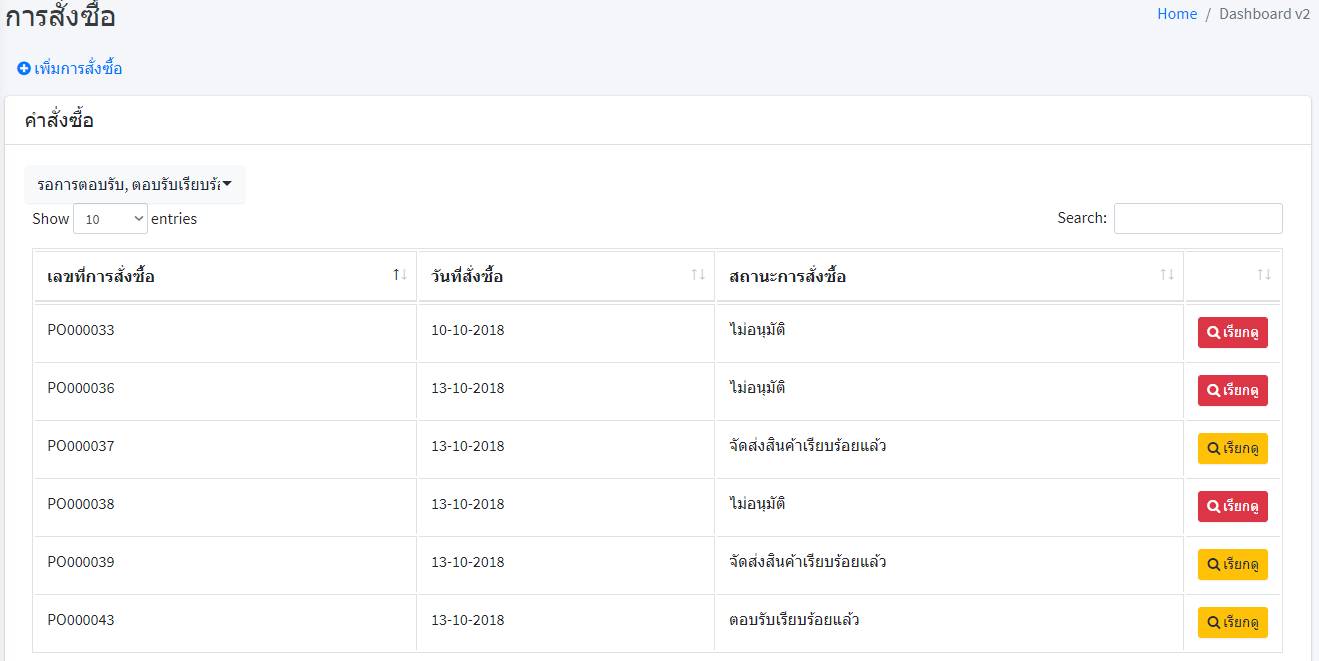 การสั่งซื้อ
Home / Dashboard v2
เพิ่มการสั่งซื้อ
คำสั่งซื้อ
รอการตอบรับ, ตอบรับเรียบร้
Show 10 entries
Search:
เลขที่การสั่งซื้อ วันที่สั่งซื้อ สถานะการสั่งซื้อ
PO000033 10-10-2018 ไม่อนุมัติ เรียกดู
PO000036 13-10-2018 ไม่อนุมัติ เรียกดู
PO000037 13-10-2018 จัดส่งสินค้าเรียบร้อยแล้ว เรียกดู
PO000038 13-10-2018 ไม่อนุมัติ เรียกดู
PO000039 13-10-2018 จัดส่งสินค้าเรียบร้อยแล้ว เรียกดู
PO000043 13-10-2018 ตอบรับเรียบร้อยแล้ว เรียกดู